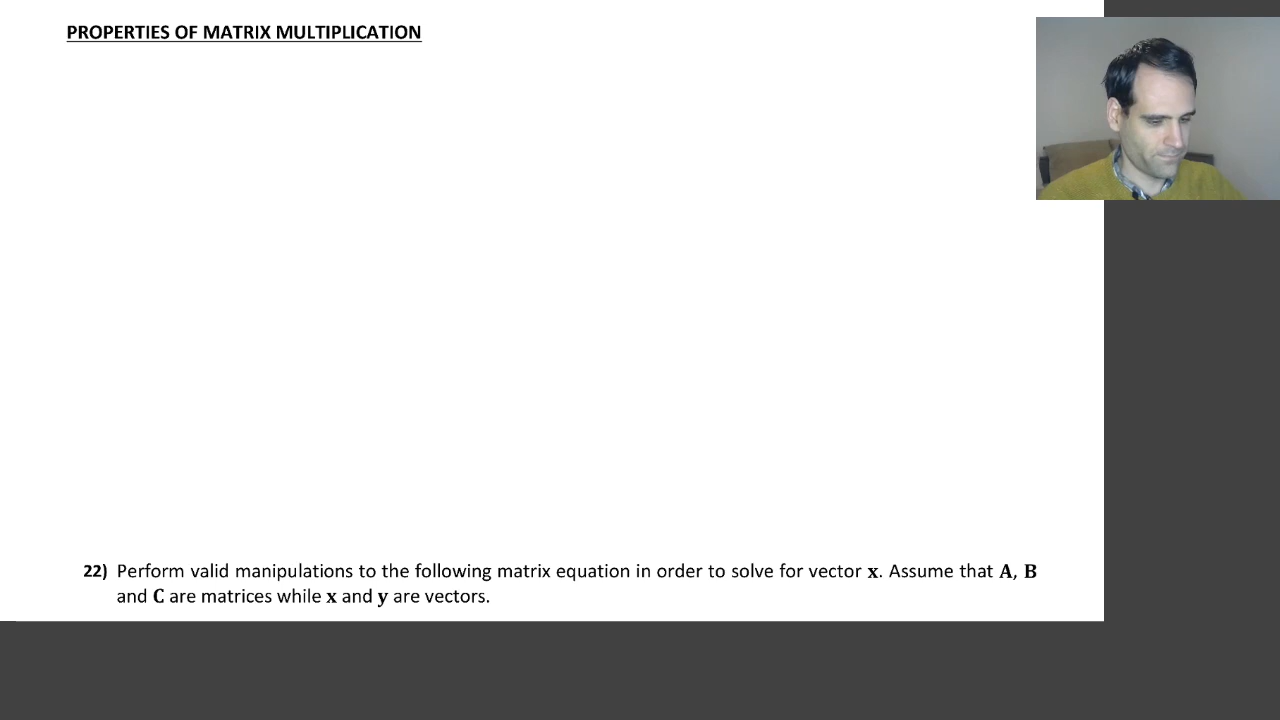 PROPERTIES OF MATRIX MULTIPLICATION
22) Perform valid manipulations to the following matrix equation in order to solve for vector x. Assume that A, B
and C are matrices while x and y are vectors.